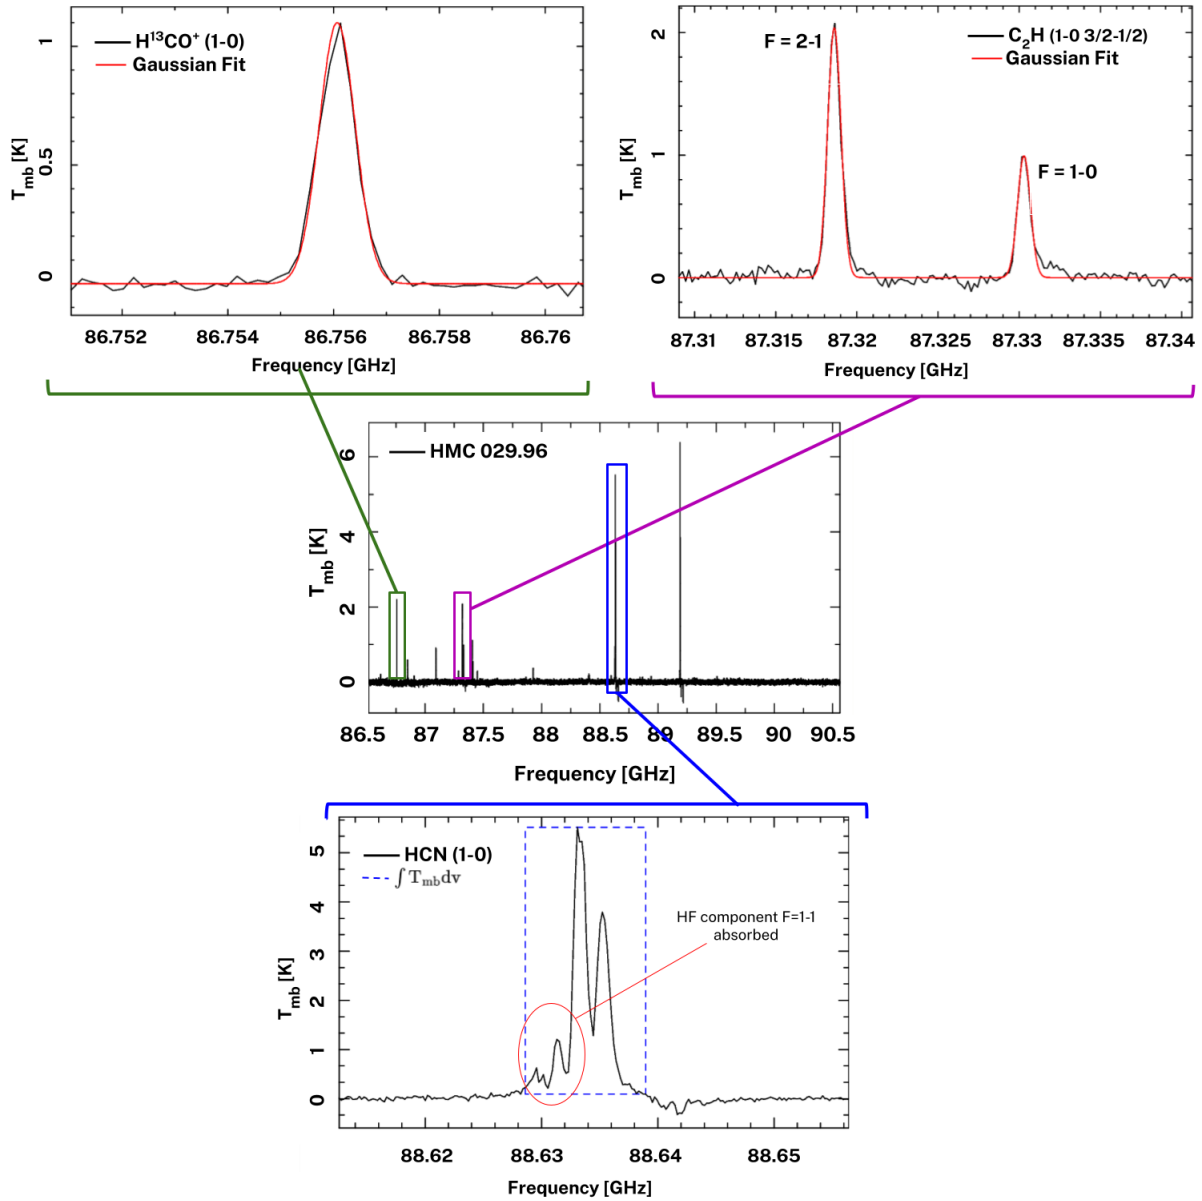 H¹³CO⁺ (1-0)
Gaussian Fit
1
0.5
0
T_mb [K]
86.752 86.754 86.756 86.758 86.76
Frequency [GHz]
F = 2-1
C₂H (1-0 3/2-1/2)
Gaussian Fit
F = 1-0
2
1
0
T_mb [K]
87.31 87.315 87.32 87.325 87.33 87.335 87.34
Frequency [GHz]
HMC 029.96
6
4
2
0
T_mb [K]
86.5 87 87.5 88 88.5 89 89.5 90 90.5
Frequency [GHz]
HCN (1-0)
∫ T_mb dv
HF component F=1-1
absorbed
5
4
3
2
1
0
T_mb [K]
88.62 88.63 88.64 88.65
Frequency [GHz]